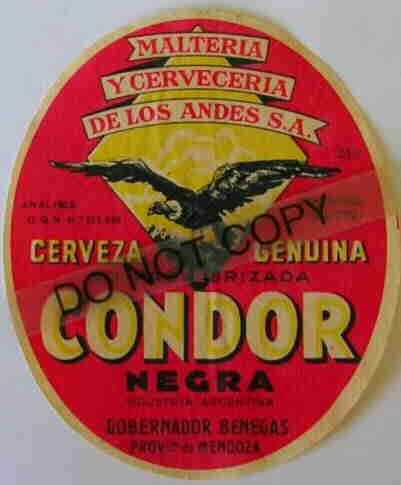 MALTERIA
Y CERVECERIA
DE LOS ANDES S.A.
ANALISIS
CERVEZA GENUINA
DO NOT COPY
CONDOR
NEGRA
INDUSTRIA ARGENTINA
GOBERNADOR BENEGAS
PROV. DE MENDOZA